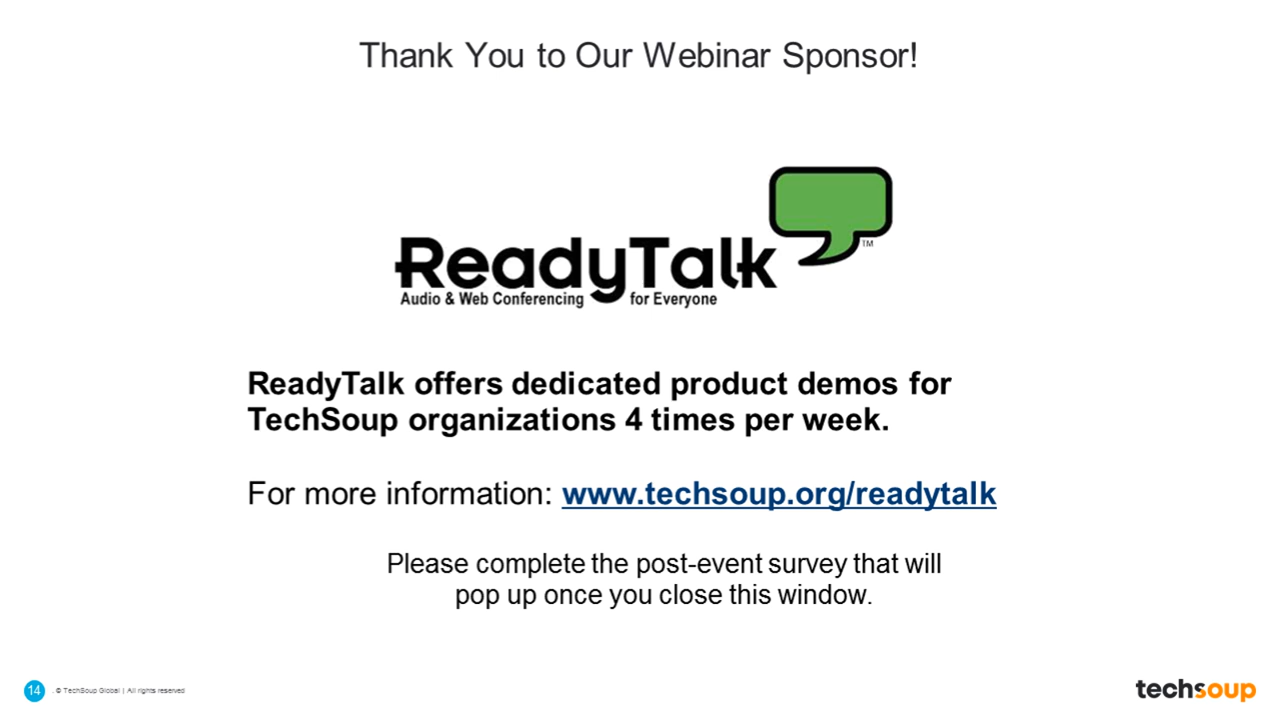 Thank You to Our Webinar Sponsor!
ReadyTalk
TM
Audio & Web Conferencing for Everyone
ReadyTalk offers dedicated product demos for
TechSoup organizations 4 times per week.
For more information: www.techsoup.org/readytalk
Please complete the post-event survey that will
pop up once you close this window.
14 . © TechSoup Global | All rights reserved
techsoup